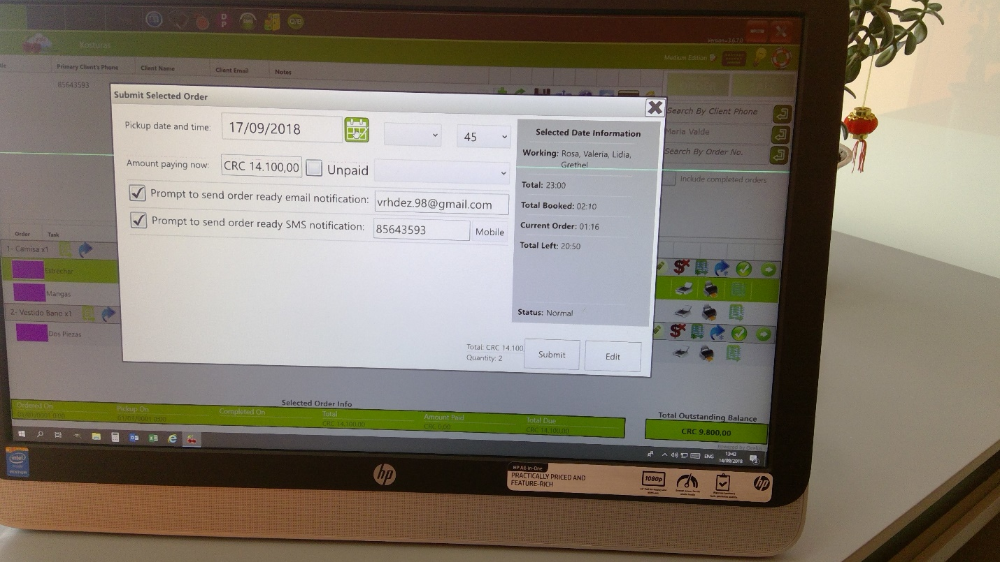 D
P
SMS
Q/B
Version=3.6.7.0
Kosturas
Medium Edition
Primary Client's Phone Client Name Client Email Notes
85643593
Submit Selected Order
Pickup date and time: 17/09/2018 45
Amount paying now: CRC 14.100,00 Unpaid
Prompt to send order ready email notification: vrhdez.98@gmail.com
Prompt to send order ready SMS notification: 85643593 Mobile
Selected Date Information
Working: Rosa, Valeria, Lidia,
Grethel
Total: 23:00
Total Booked: 02:10
Current Order: 01:16
Total Left: 20:50
Status: Normal
Total: CRC 14.100
Quantity: 2
Submit Edit
Search By Client Phone
Maria Valde
Search By Order No.
Include completed orders
Order Task
1- Camisa x1
Estrechar
Mangas
2- Vestido Bano x1
Dos Piezas
Selected Order Info
Ordered On Pickup On Completed On Total Amount Paid Total Due
01/01/0001 0:00 01/01/0001 0:00 CRC 14.100,00 CRC 0,00 CRC 14.100,00
Total Outstanding Balance
CRC 9.800,00
ENG 13:43
14/09/2018
intel
hp
HP All-in-One
PRACTICALLY PRICED AND
FEATURE-RICH
1080p
hp